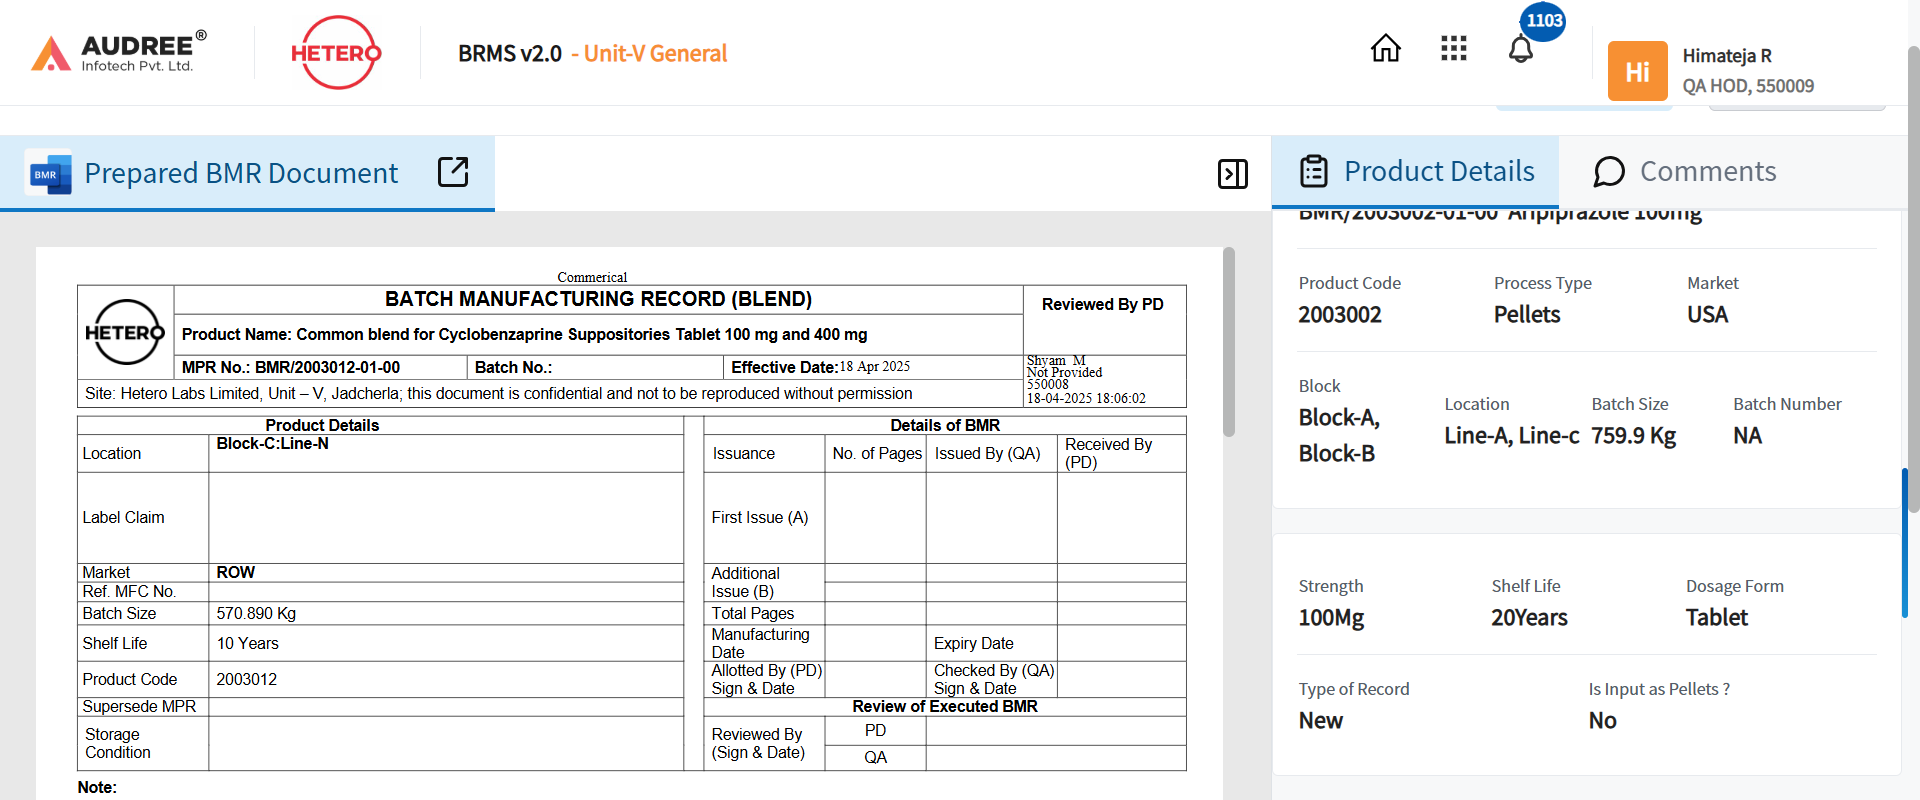 AUDREE®
Infotech Pvt. Ltd.
HETERO
BRMS v2.0 - Unit-V General
1103
Hi
Himateja R
QA HOD, 550009
BMR
Prepared BMR Document
Product Details
Comments
Commerical
HETERO
BATCH MANUFACTURING RECORD (BLEND)
Reviewed By PD
Product Name: Common blend for Cyclobenzaprine Suppositories Tablet 100 mg and 400 mg
MPR No.: BMR/2003012-01-00
Batch No.:
Effective Date:18 Apr 2025
Shyam M
Not Provided
550008
18-04-2025 18:06:02
Site: Hetero Labs Limited, Unit – V, Jadcherla; this document is confidential and not to be reproduced without permission
Product Details
Location
Block-C:Line-N
Label Claim
Market
ROW
Ref. MFC No.
Batch Size
570.890 Kg
Shelf Life
10 Years
Product Code
2003012
Supersede MPR
Storage
Condition
Details of BMR
Issuance
No. of Pages
Issued By (QA)
Received By
(PD)
First Issue (A)
Additional
Issue (B)
Total Pages
Manufacturing
Date
Expiry Date
Allotted By (PD)
Sign & Date
Checked By (QA)
Sign & Date
Review of Executed BMR
Reviewed By
(Sign & Date)
PD
QA
Note:
BMR/2003002-01-00 Aripiprazole 100mg
Product Code
2003002
Process Type
Pellets
Market
USA
Block
Block-A,
Block-B
Location
Line-A, Line-c
Batch Size
759.9 Kg
Batch Number
NA
Strength
100Mg
Shelf Life
20Years
Dosage Form
Tablet
Type of Record
New
Is Input as Pellets ?
No